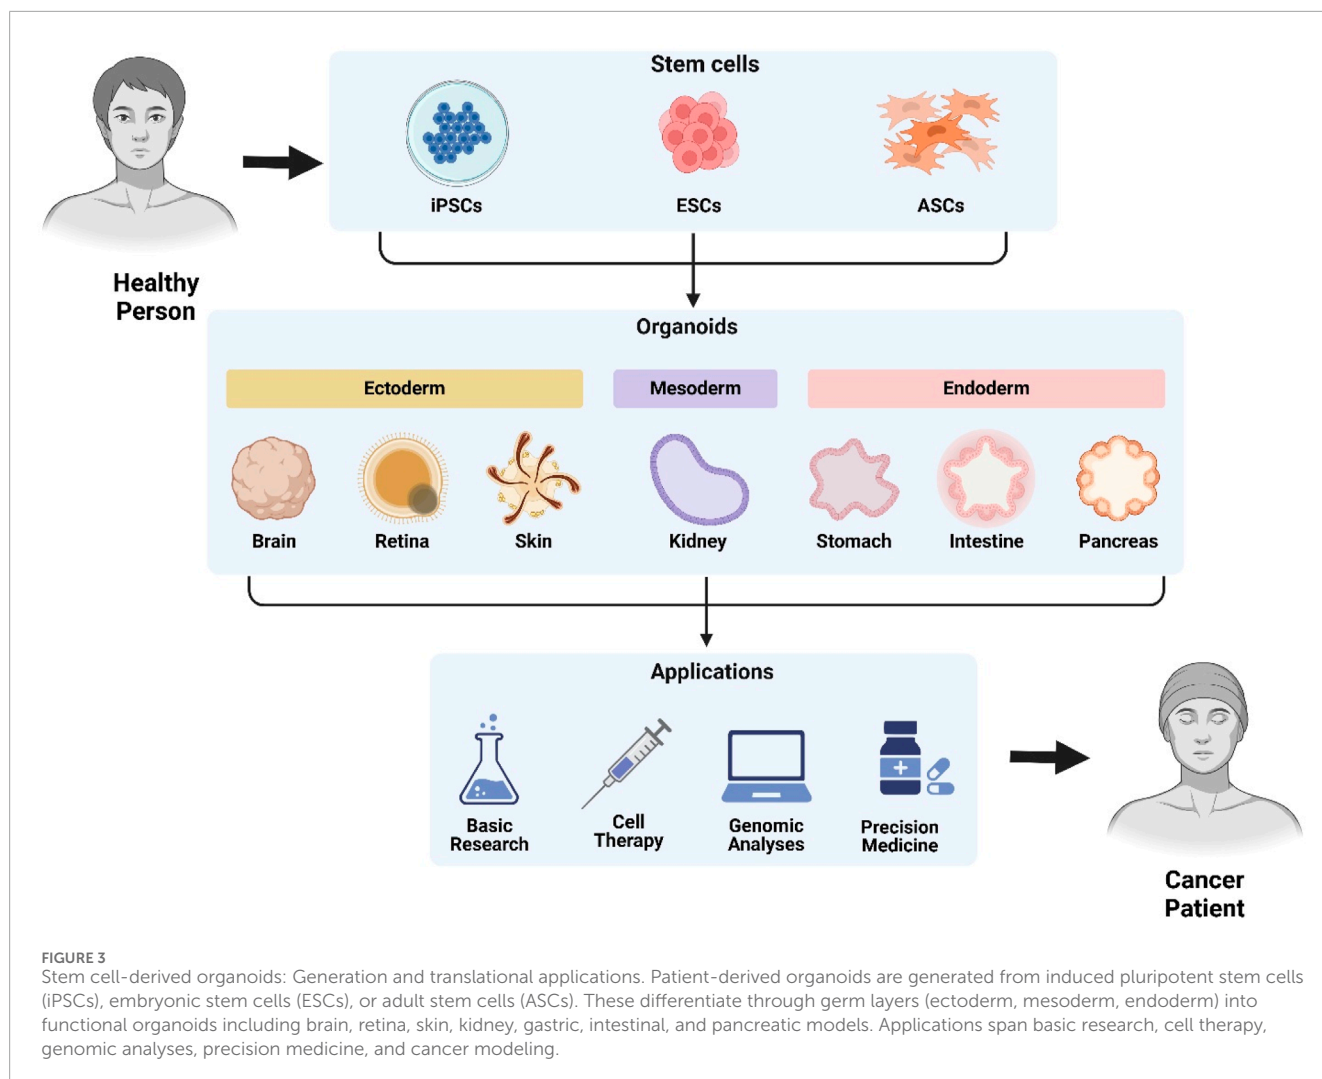 Stem cells
iPSCs
ESCs
ASCs
Healthy
Person
Organoids
Ectoderm
Mesoderm
Endoderm
Brain
Retina
Skin
Kidney
Stomach
Intestine
Pancreas
Applications
Basic
Research
Cell
Therapy
Genomic
Analyses
Precision
Medicine
Cancer
Patient
FIGURE 3
Stem cell-derived organoids: Generation and translational applications. Patient-derived organoids are generated from induced pluripotent stem cells
(iPSCs), embryonic stem cells (ESCs), or adult stem cells (ASCs). These differentiate through germ layers (ectoderm, mesoderm, endoderm) into
functional organoids including brain, retina, skin, kidney, gastric, intestinal, and pancreatic models. Applications span basic research, cell therapy,
genomic analyses, precision medicine, and cancer modeling.